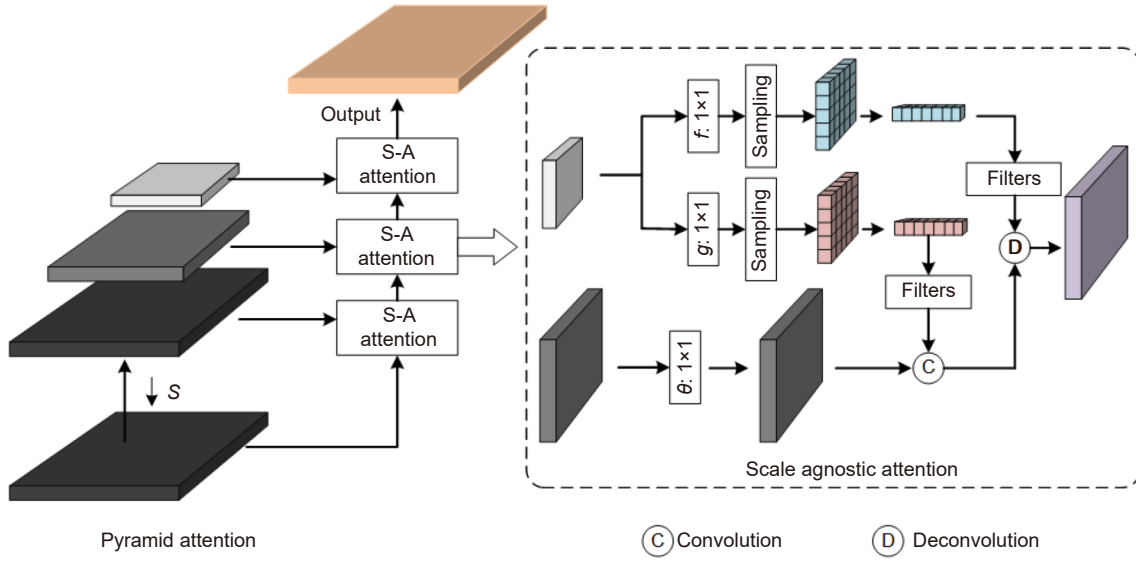 Output
S-A
attention
S-A
attention
S-A
attention
S
Pyramid attention
f: 1×1
Sampling
g: 1×1
Sampling
Filters
D
Filters
θ: 1×1
C
Scale agnostic attention
C Convolution
D Deconvolution